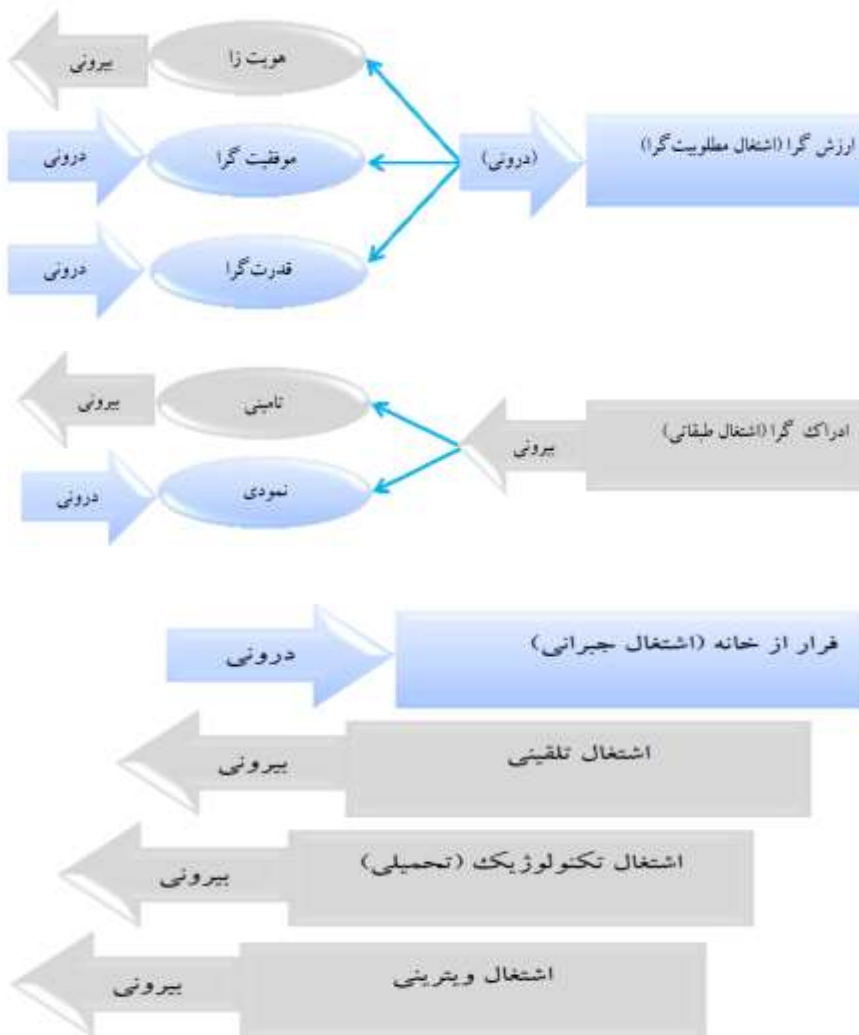 ارزش گرا (اشتغال مطلوبیت‌گرا)
(درونی)
هویت زا
بیرونی
موفقیت گرا
درونی
قدرت‌گرا
درونی
ادراک گرا (اشتغال طبقاتی)
بیرونی
تامینی
بیرونی
نمودی
درونی
فرار از خانه (اشتغال جبرانی)
درونی
اشتغال تلقینی
بیرونی
اشتغال تکنولوژیک (تحمیلی)
بیرونی
اشتغال ویترینی
بیرونی